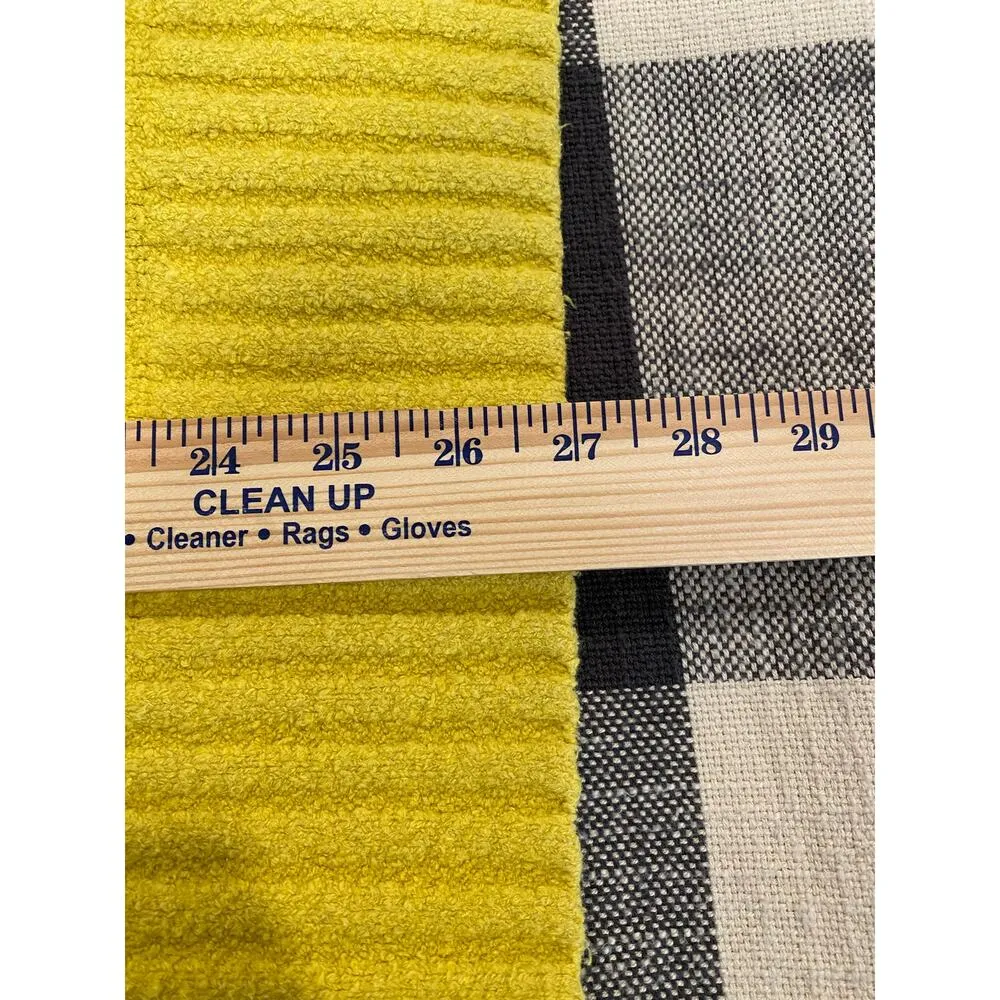 24 25 26 27 28 29
CLEAN UP
• Cleaner • Rags • Gloves